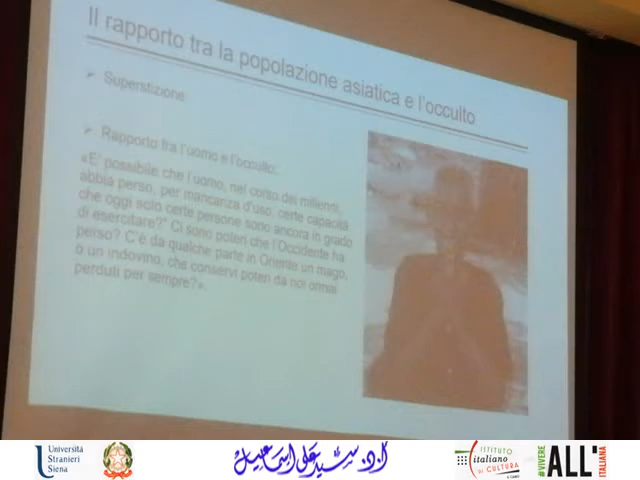 Il rapporto tra la popolazione asiatica e l'occulto
➢ Superstizione
➢ Rapporto fra l'uomo e l'occulto:
«E' possibile che l'uomo, nel corso dei millenni,
abbia perso, per mancanza d'uso, certe capacità
che oggi solo certe persone sono ancora in grado
di esercitare?" Ci sono poteri che l'Occidente ha
perso? C'è da qualche parte in Oriente un mago,
o un indovino, che conservi poteri da noi ormai
perduti per sempre?».
Università
Stranieri
Siena
ا.د. سيد على اسماعيل
ISTITUTO
italiano
DI CULTURA
#VIVERE
ALL'
ITALIANA